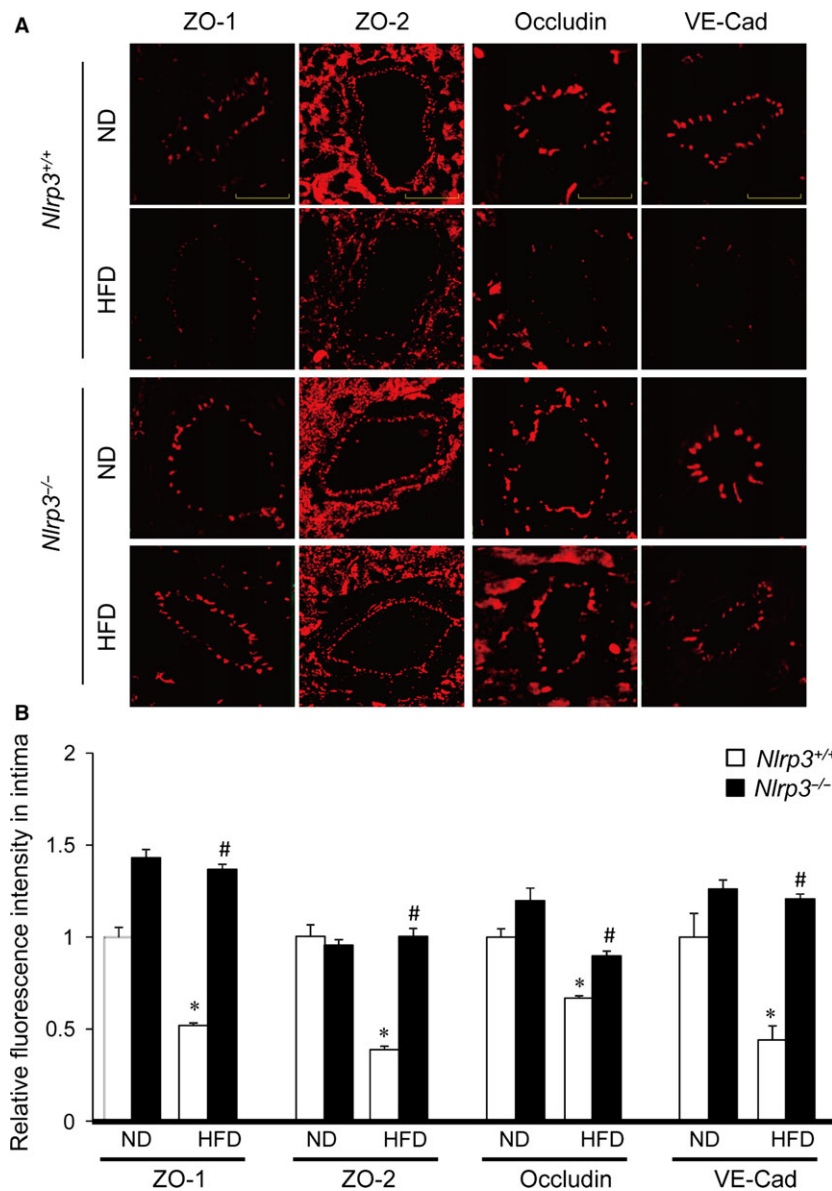 A
ZO-1 ZO-2 Occludin VE-Cad
Nlrp3+/+
ND
HFD
Nlrp3−/−
ND
HFD
B
Relative fluorescence intensity in intima
2
1.5
1
0.5
0
Nlrp3+/+
Nlrp3−/−
# # # #
* * * *
ND HFD ND HFD ND HFD ND HFD
ZO-1 ZO-2 Occludin VE-Cad